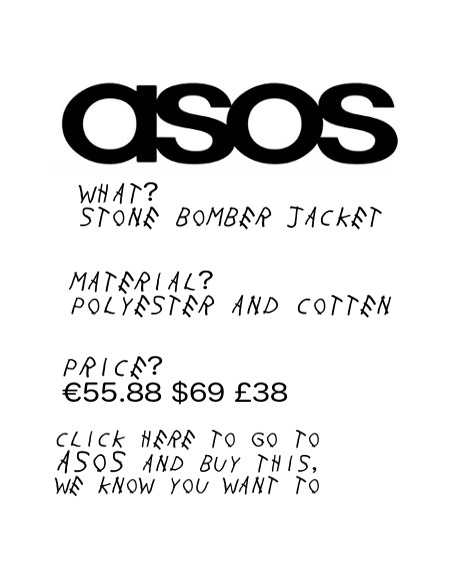 asos
WHAT?
STONE BOMBER JACKET
MATERIAL?
POLYESTER AND COTTEN
PRICE?
€55.88 $69 £38
CLICK HERE TO GO TO
ASOS AND BUY THIS,
WE KNOW YOU WANT TO